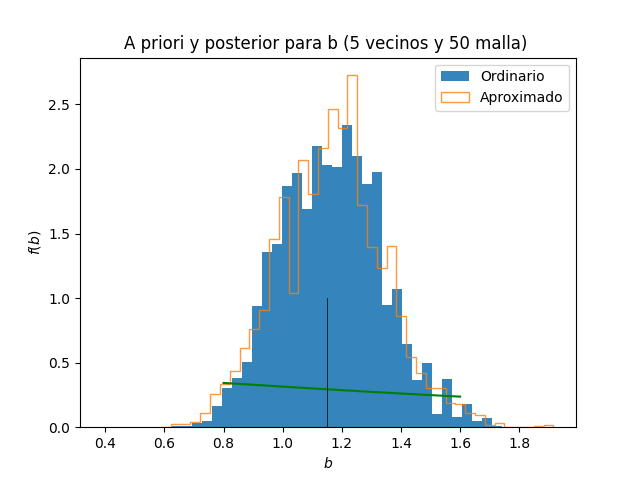 A priori y posterior para b (5 vecinos y 50 malla)
Ordinario
Aproximado
f(b)
2.5
2.0
1.5
1.0
0.5
0.0
0.4 0.6 0.8 1.0 1.2 1.4 1.6 1.8
b